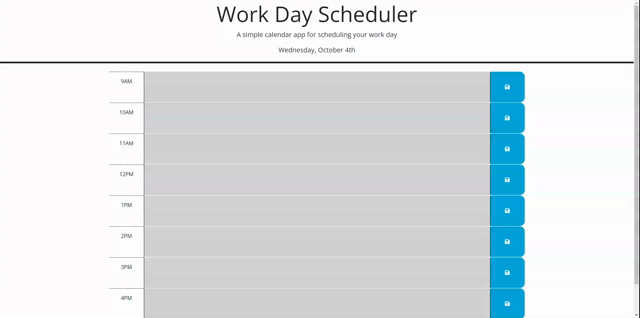 Work Day Scheduler
A simple calendar app for scheduling your work day
Wednesday, October 4th
9AM
10AM
11AM
12PM
1PM
2PM
3PM
4PM